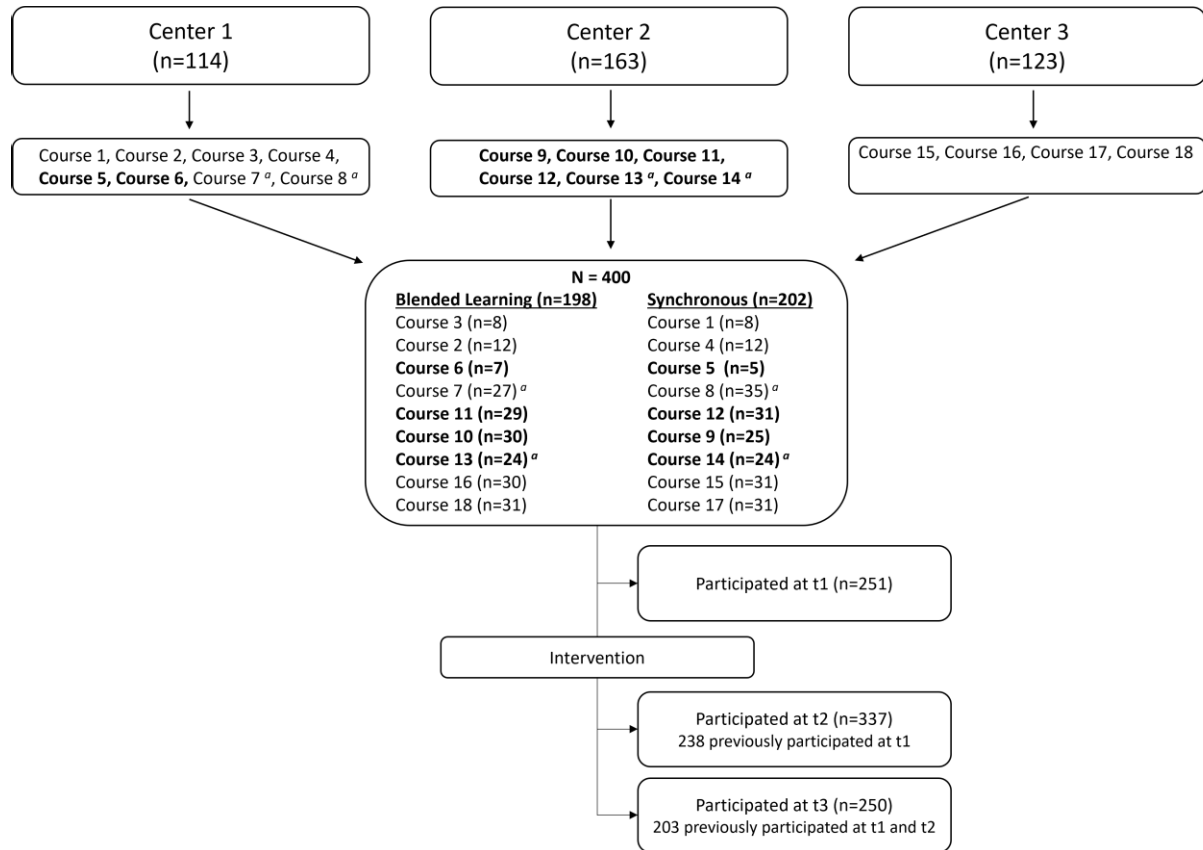 Center 1
(n=114)
Center 2
(n=163)
Center 3
(n=123)
Course 1, Course 2, Course 3, Course 4,
Course 5, Course 6, Course 7 a, Course 8 a
Course 9, Course 10, Course 11,
Course 12, Course 13 a, Course 14 a
Course 15, Course 16, Course 17, Course 18
N = 400
Blended Learning (n=198)
Course 3 (n=8)
Course 2 (n=12)
Course 6 (n=7)
Course 7 (n=27) a
Course 11 (n=29)
Course 10 (n=30)
Course 13 (n=24) a
Course 16 (n=30)
Course 18 (n=31)
Synchronous (n=202)
Course 1 (n=8)
Course 4 (n=12)
Course 5 (n=5)
Course 8 (n=35) a
Course 12 (n=31)
Course 9 (n=25)
Course 14 (n=24) a
Course 15 (n=31)
Course 17 (n=31)
Participated at t1 (n=251)
Intervention
Participated at t2 (n=337)
238 previously participated at t1
Participated at t3 (n=250)
203 previously participated at t1 and t2